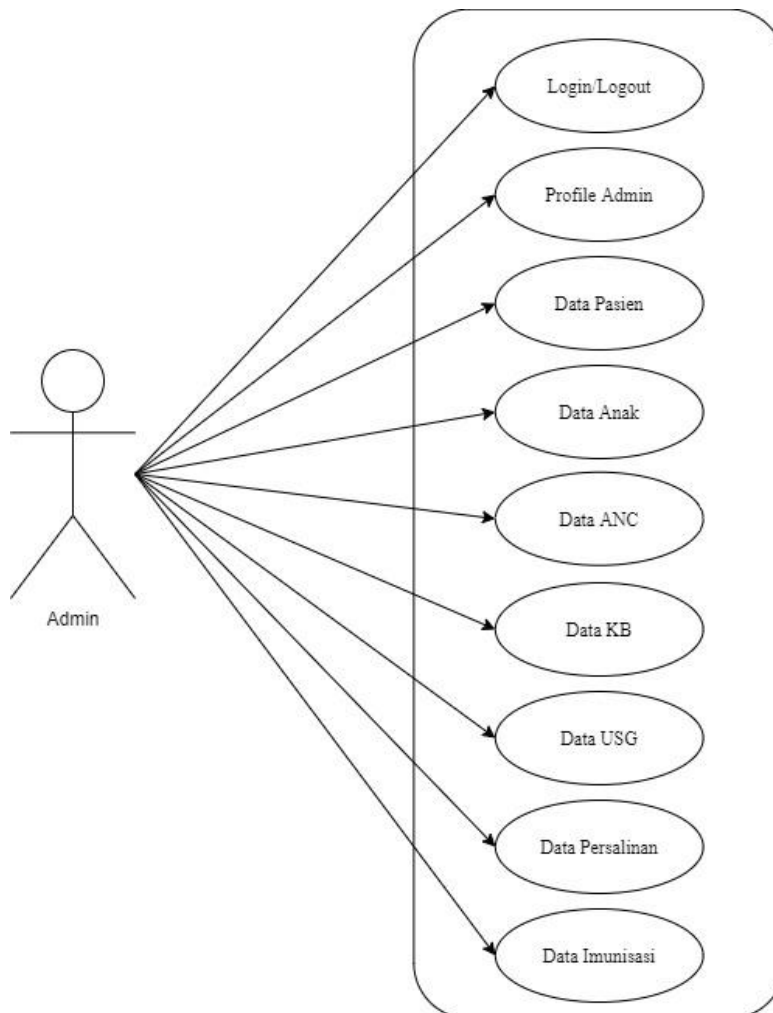 Login/Logout
Profile Admin
Data Pasien
Data Anak
Data ANC
Data KB
Data USG
Data Persalinan
Data Imunisasi
Admin